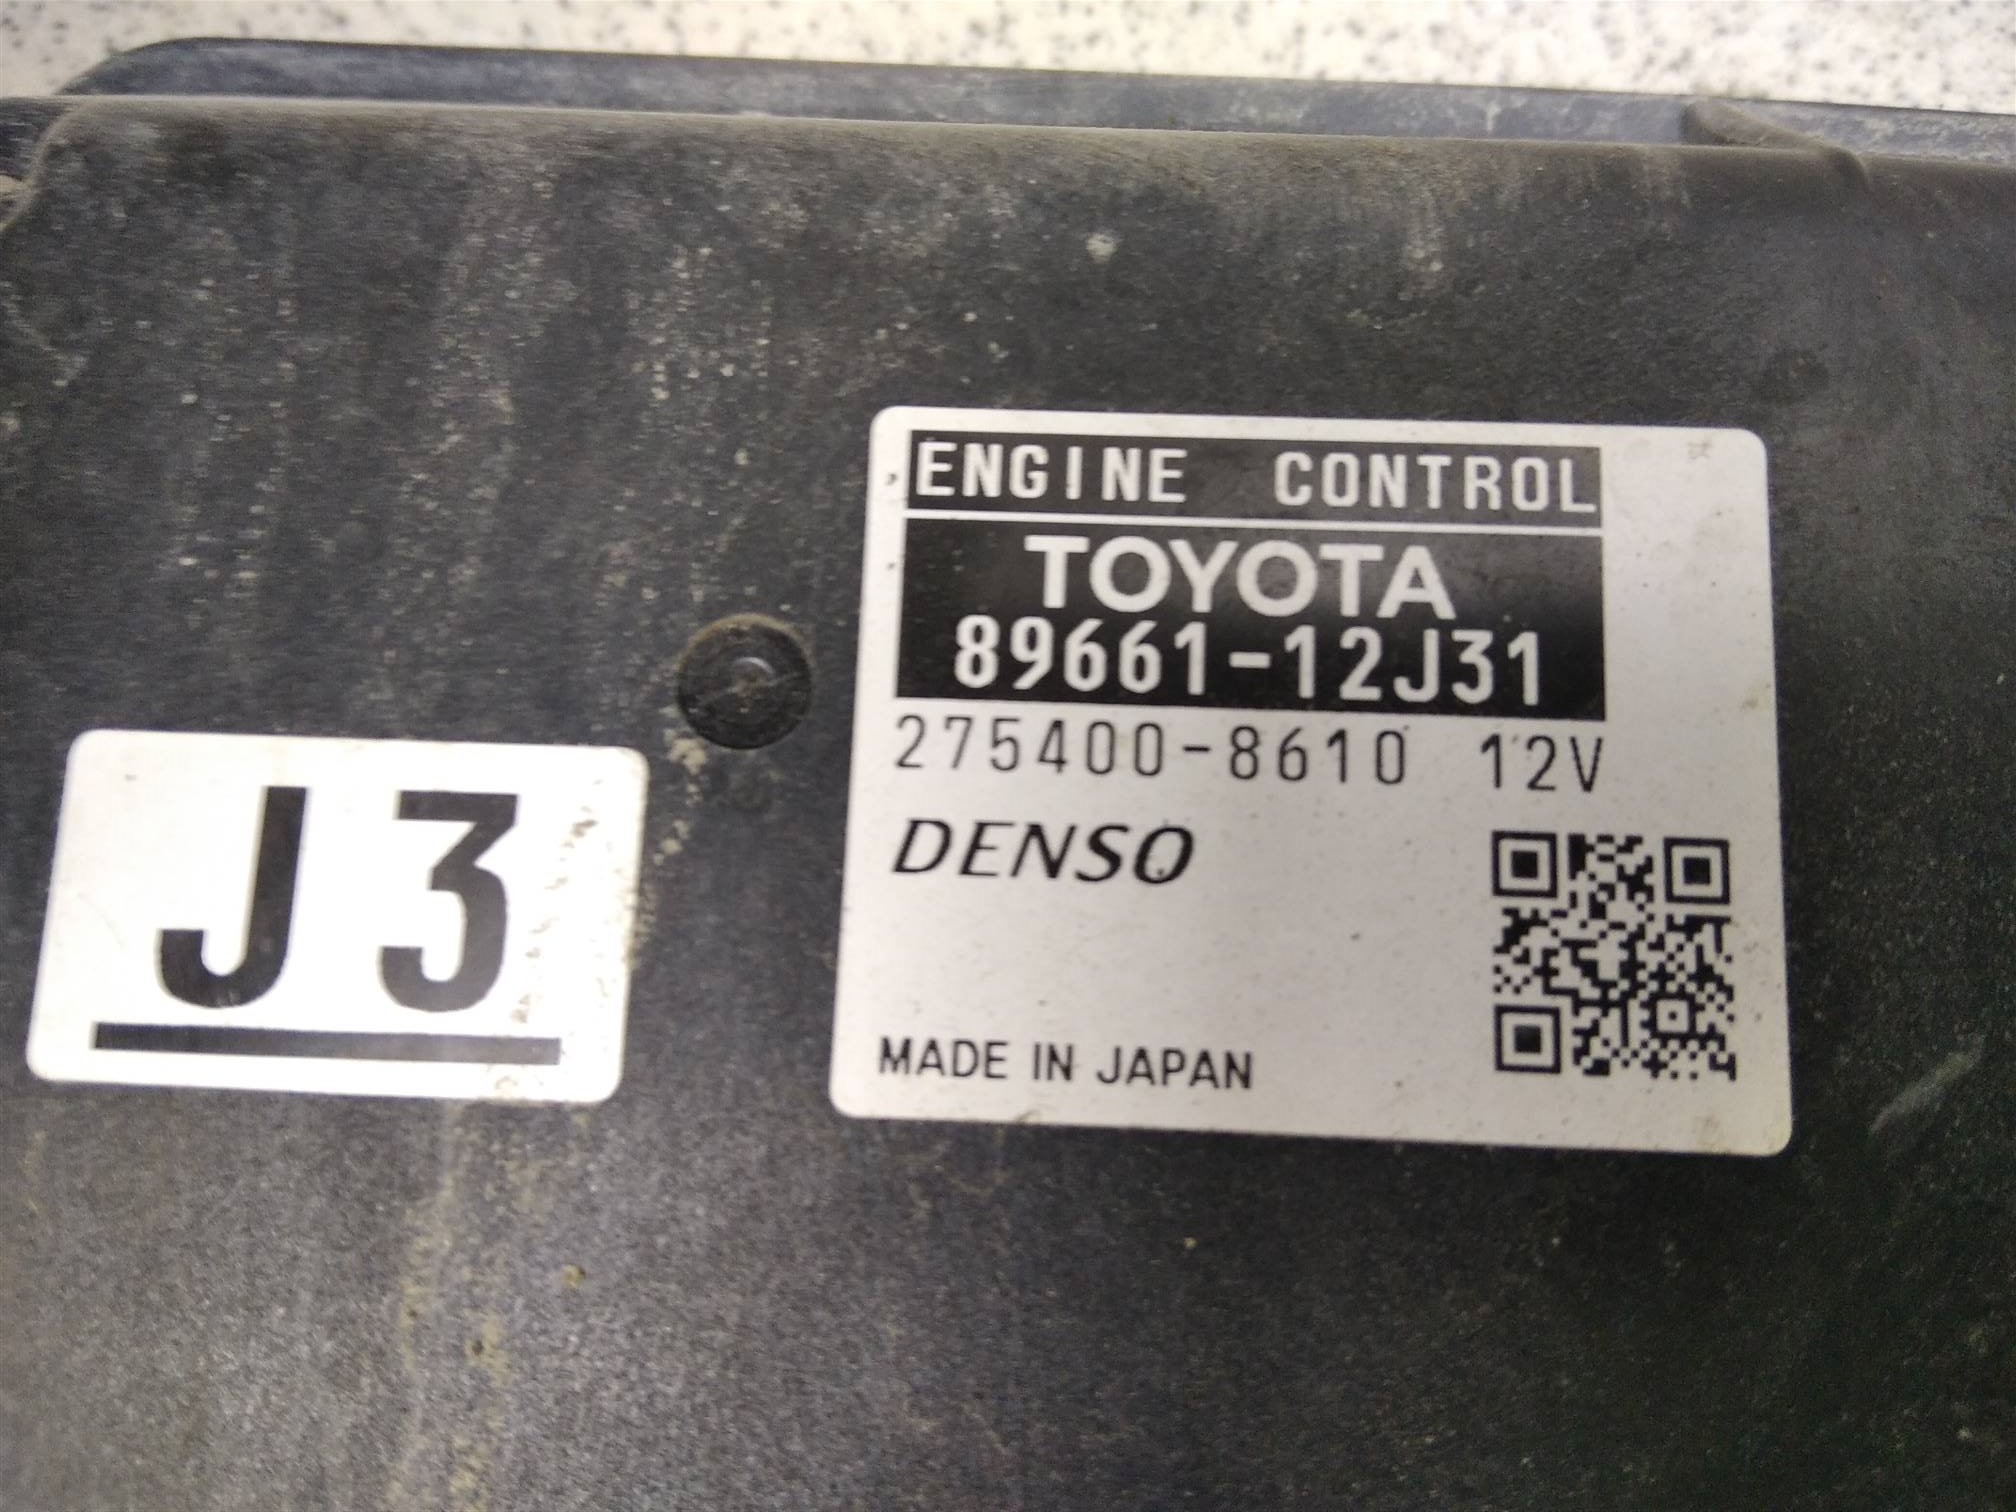 ENGINE CONTROL
TOYOTA
89661-12J31
275400-8610 12V
DENSO
MADE IN JAPAN
J3